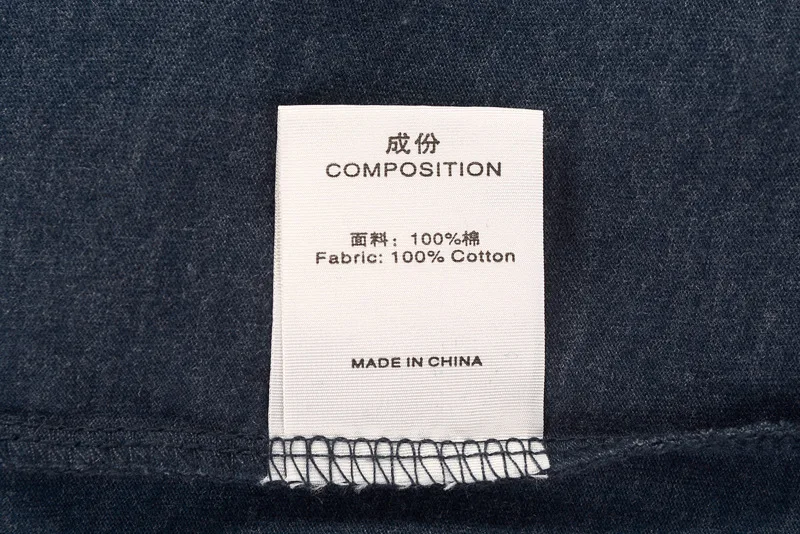 成份
COMPOSITION
面料：100%棉
Fabric: 100% Cotton
MADE IN CHINA